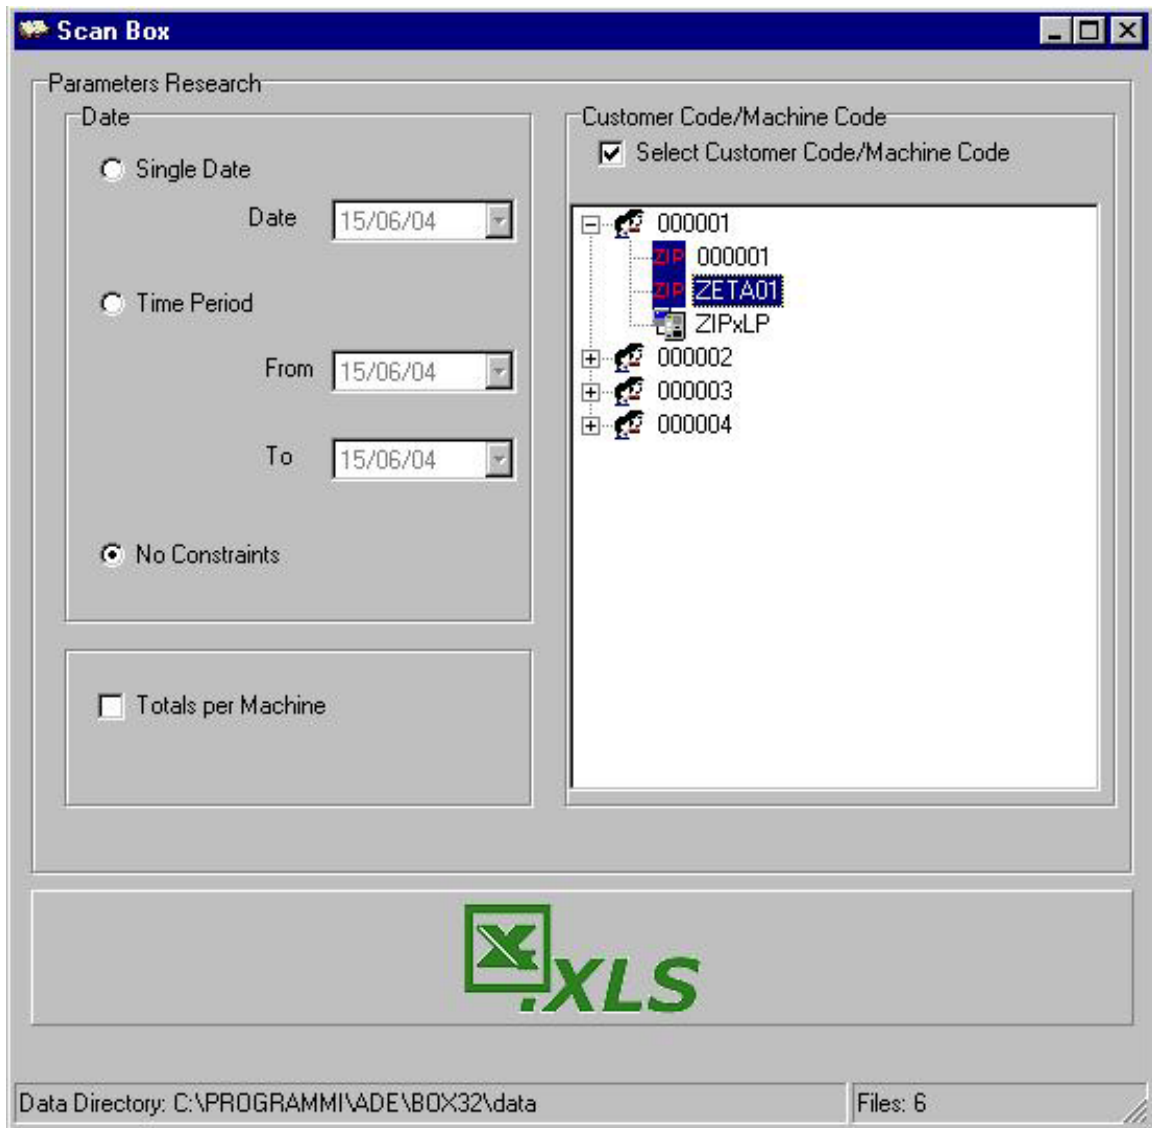 Scan Box
Parameters Research
Date
Single Date
Date 15/06/04
Time Period
From 15/06/04
To 15/06/04
No Constraints
Totals per Machine
Customer Code/Machine Code
Select Customer Code/Machine Code
000001
ZIP 000001
ZIP ZETA01
ZIPxLP
000002
000003
000004
.XLS
Data Directory: C:\PROGRAMMI\ADE\BOX32\data
Files: 6